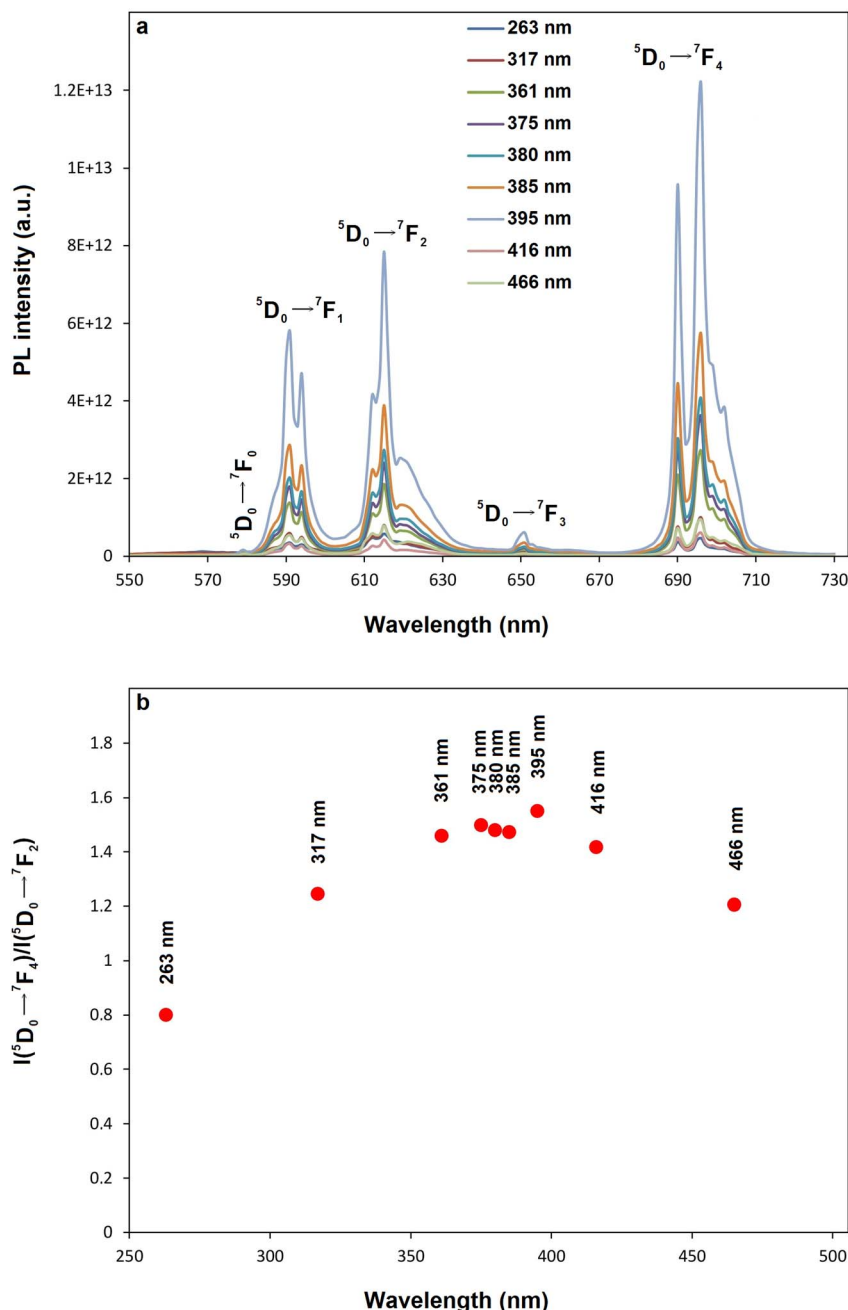 a
263 nm
317 nm
361 nm
375 nm
380 nm
385 nm
395 nm
416 nm
466 nm
⁵D₀→⁷F₄
⁵D₀→⁷F₂
⁵D₀→⁷F₁
⁵D₀→⁷F₀
⁵D₀→⁷F₃
1.2E+13
1E+13
8E+12
6E+12
4E+12
2E+12
0
PL intensity (a.u.)
550 570 590 610 630 650 670 690 710 730
Wavelength (nm)
b
1.8
1.6
1.4
1.2
1
0.8
0.6
0.4
0.2
0
I(⁵D₀→⁷F₄)/I(⁵D₀→⁷F₂)
263 nm
317 nm
361 nm
375 nm
380 nm
385 nm
395 nm
416 nm
466 nm
250 300 350 400 450 500
Wavelength (nm)